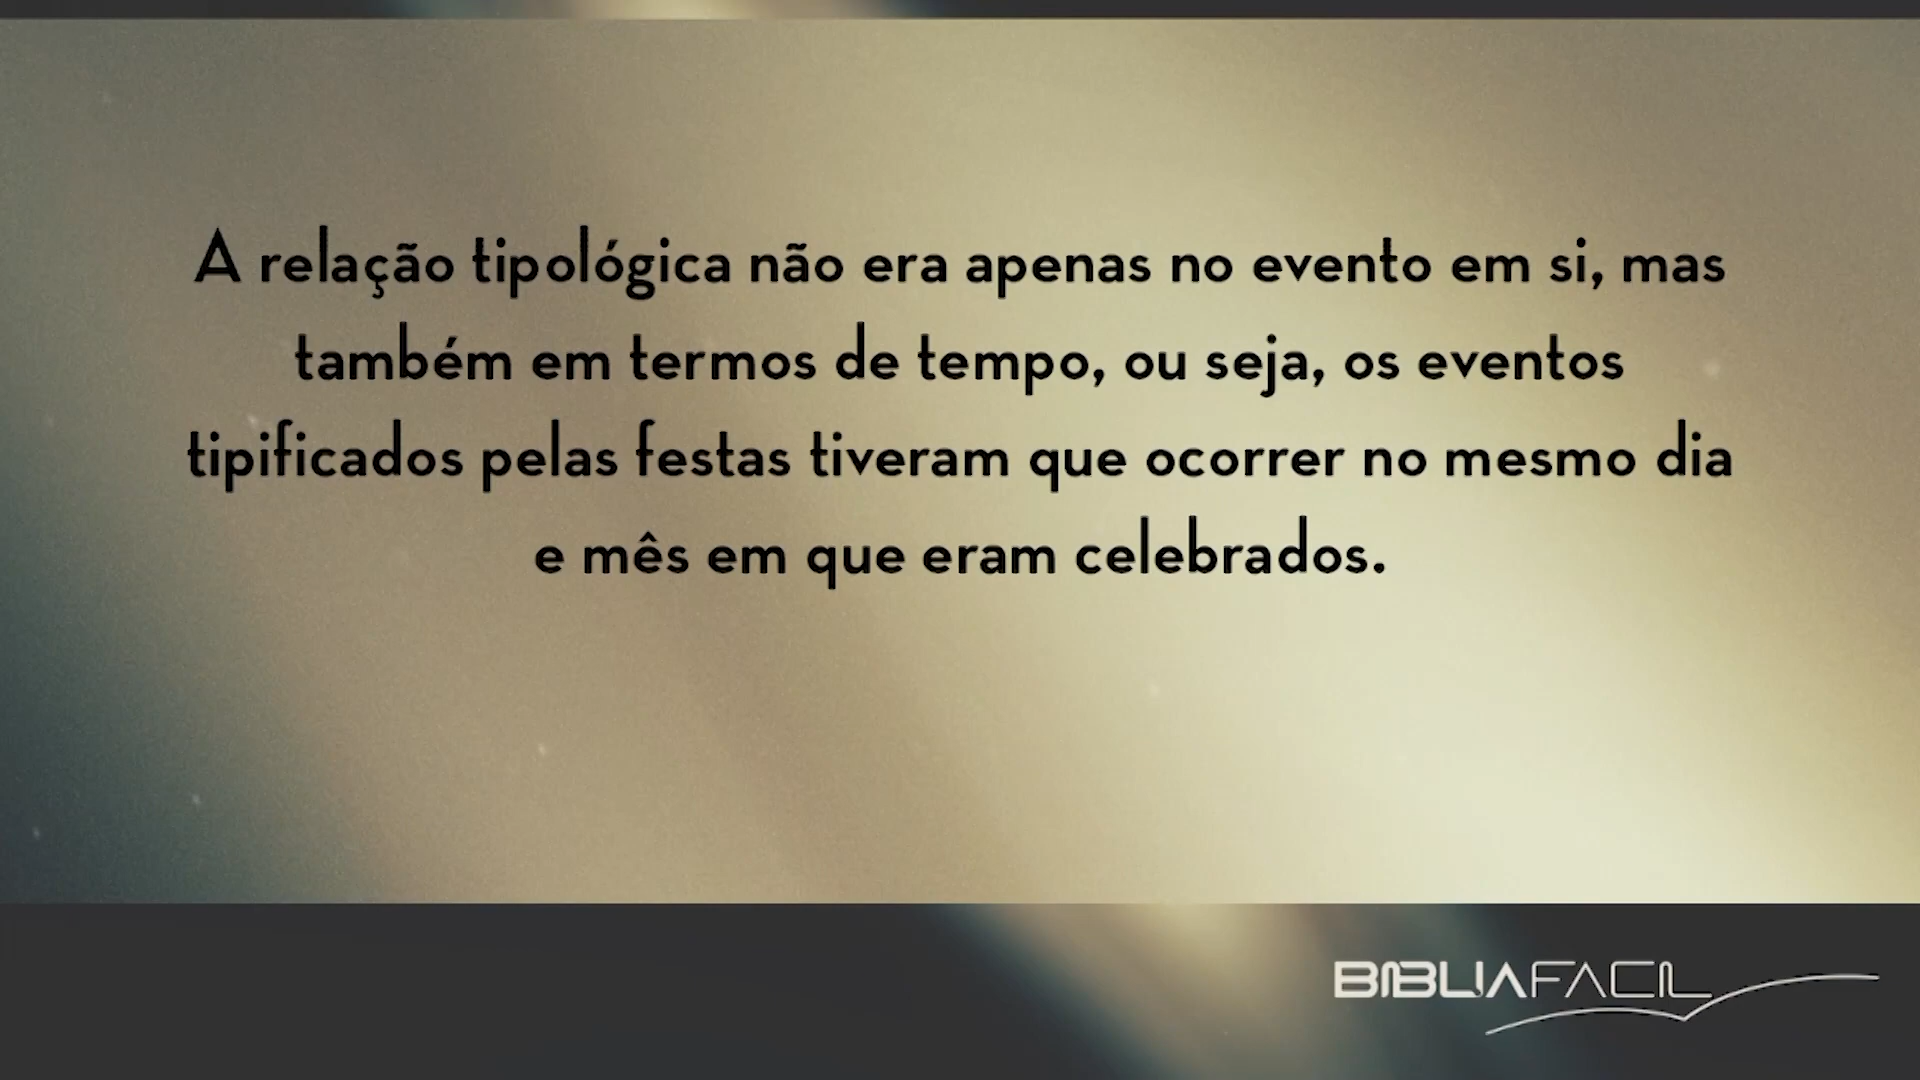 A relação tipológica não era apenas no evento em si, mas
também em termos de tempo, ou seja, os eventos
tipificados pelas festas tiveram que ocorrer no mesmo dia
e mês em que eram celebrados.
BIBLIAFACIL